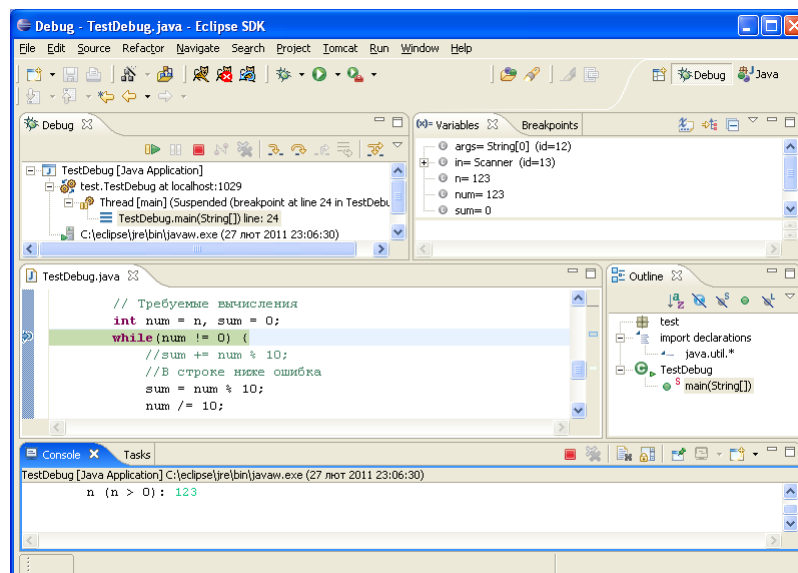 Debug - TestDebug.java - Eclipse SDK
File Edit Source Refactor Navigate Search Project Tomcat Run Window Help
Debug Java
Debug
TestDebug [Java Application]
test.TestDebug at localhost:1029
Thread [main] (Suspended (breakpoint at line 24 in TestDebu
TestDebug.main(String[]) line: 24
C:\eclipse\jre\bin\javaw.exe (27 лют 2011 23:06:30)
(x)= Variables Breakpoints
args= String[0] (id=12)
in= Scanner (id=13)
n= 123
num= 123
sum= 0
TestDebug.java
// Требуемые вычисления
int num = n, sum = 0;
while(num != 0) {
//sum += num % 10;
//В строке ниже ошибка
sum = num % 10;
num /= 10;
Outline
test
import declarations
java.util.*
TestDebug
main(String[])
Console Tasks
TestDebug [Java Application] C:\eclipse\jre\bin\javaw.exe (27 лют 2011 23:06:30)
n (n > 0): 123